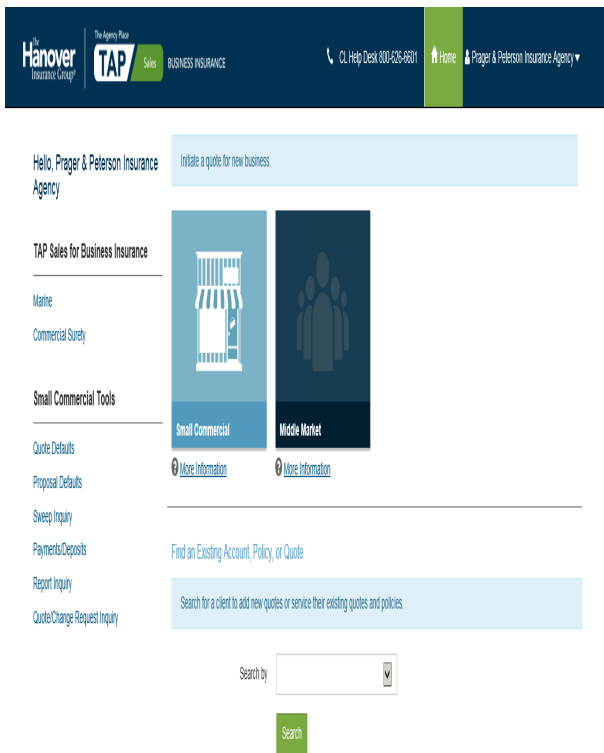 The
Hanover
Insurance Group®
The Agency Place
TAP Sales BUSINESS INSURANCE
CL Help Desk 800-626-6601
Home
Prager & Peterson Insurance Agency
Hello, Prager & Peterson Insurance
Agency
TAP Sales for Business Insurance
Marine
Commercial Surety
Small Commercial Tools
Quote Defaults
Proposal Defaults
Sweep Inquiry
Payments/Deposits
Report Inquiry
Quote/Change Request Inquiry
Initiate a quote for new business.
Small Commercial
Middle Market
? More Information
? More Information
Find an Existing Account, Policy, or Quote
Search for a client to add new quotes or service their existing quotes and policies.
Search by
Search